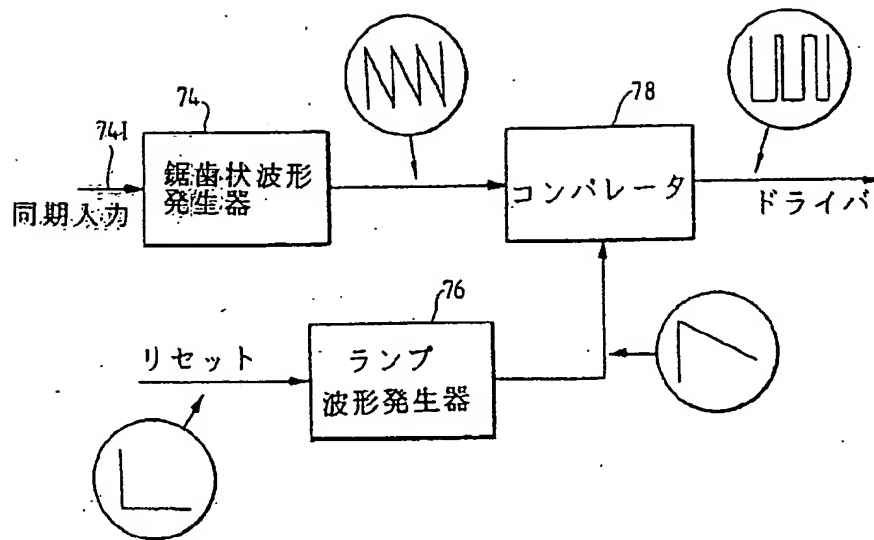 74
78
74I
鋸歯状波形
発生器
コンパレータ
同期入力
ドライバ
76
リセット
ランプ
波形発生器